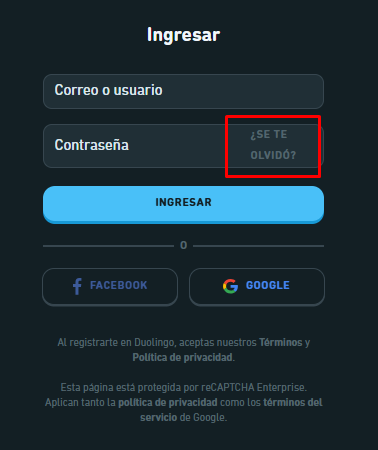 Ingresar
Correo o usuario
Contraseña
¿SE TE
OLVIDÓ?
INGRESAR
O
FACEBOOK
GOOGLE
Al registrarte en Duolingo, aceptas nuestros Términos y
Política de privacidad.
Esta página está protegida por reCAPTCHA Enterprise.
Aplican tanto la política de privacidad como los términos del
servicio de Google.